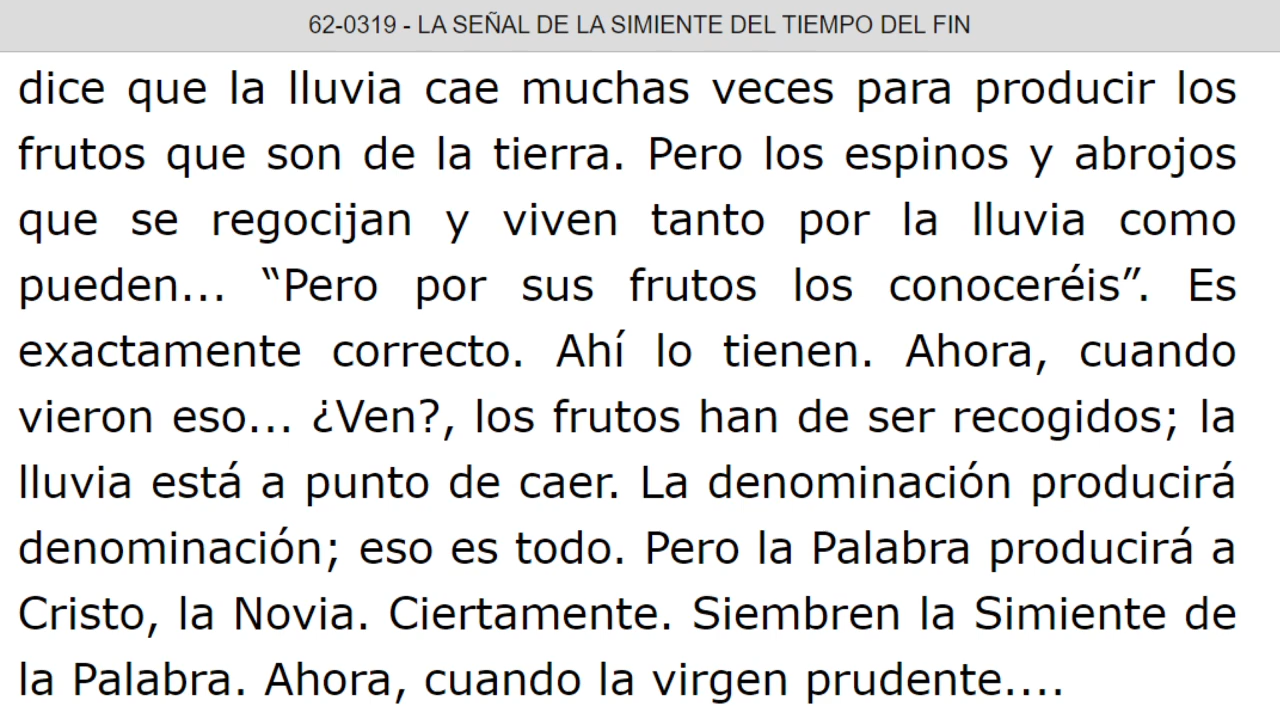 62-0319 - LA SEÑAL DE LA SIMIENTE DEL TIEMPO DEL FIN
dice que la lluvia cae muchas veces para producir los
frutos que son de la tierra. Pero los espinos y abrojos
que se regocijan y viven tanto por la lluvia como
pueden... “Pero por sus frutos los conoceréis”. Es
exactamente correcto. Ahí lo tienen. Ahora, cuando
vieron eso... ¿Ven?, los frutos han de ser recogidos; la
lluvia está a punto de caer. La denominación producirá
denominación; eso es todo. Pero la Palabra producirá a
Cristo, la Novia. Ciertamente. Siembren la Simiente de
la Palabra. Ahora, cuando la virgen prudente....